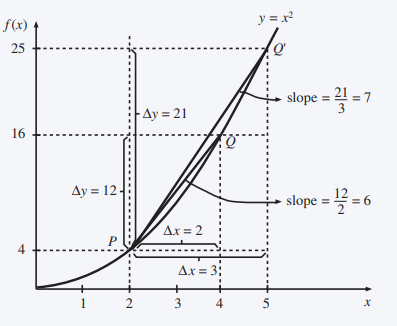 f(x)
y = x²
25
Q'
slope = 21/3 = 7
Δy = 21
16
Q
Δy = 12
slope = 12/2 = 6
P
Δx = 2
4
Δx = 3
1 2 3 4 5 x